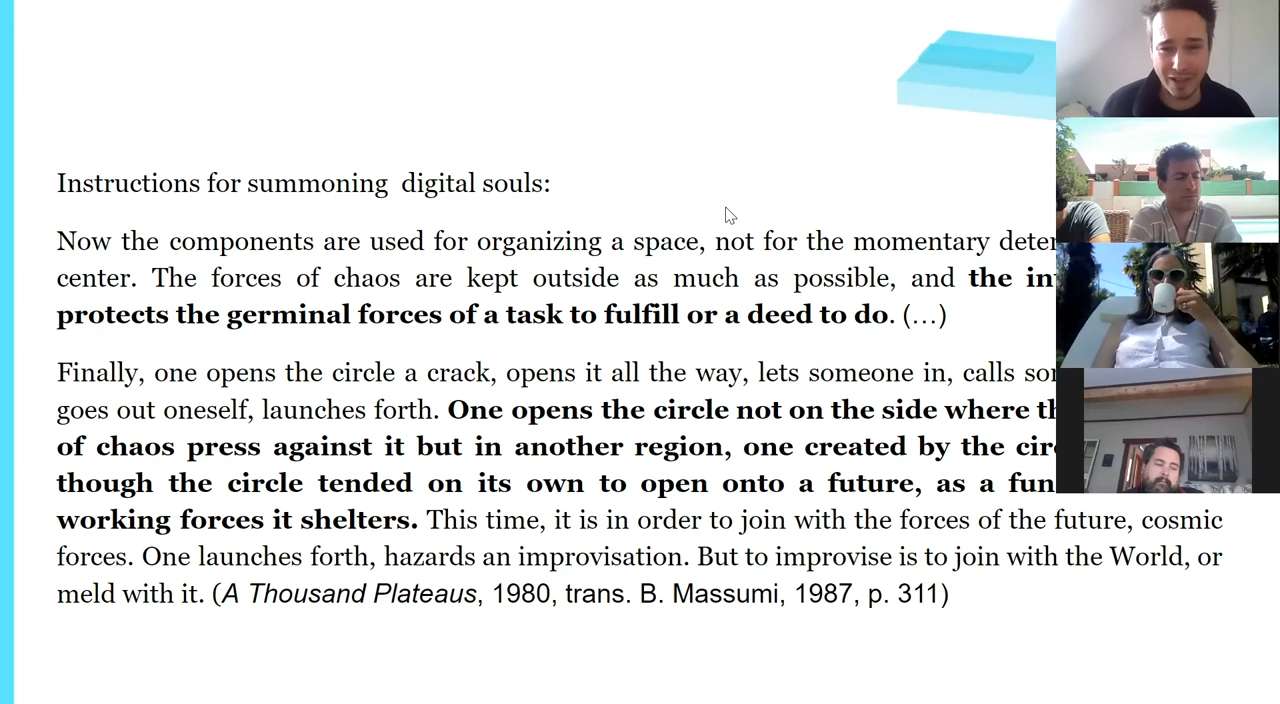 Instructions for summoning digital souls:
Now the components are used for organizing a space, not for the momentary
center. The forces of chaos are kept outside as much as possible, and the
protects the germinal forces of a task to fulfill or a deed to do. (…)
Finally, one opens the circle a crack, opens it all the way, lets someone in, calls
goes out oneself, launches forth. One opens the circle not on the side where
of chaos press against it but in another region, one created by the
though the circle tended on its own to open onto a future, as a
working forces it shelters. This time, it is in order to join with the forces of the future, cosmic
forces. One launches forth, hazards an improvisation. But to improvise is to join with the World, or
meld with it. (A Thousand Plateaus, 1980, trans. B. Massumi, 1987, p. 311)